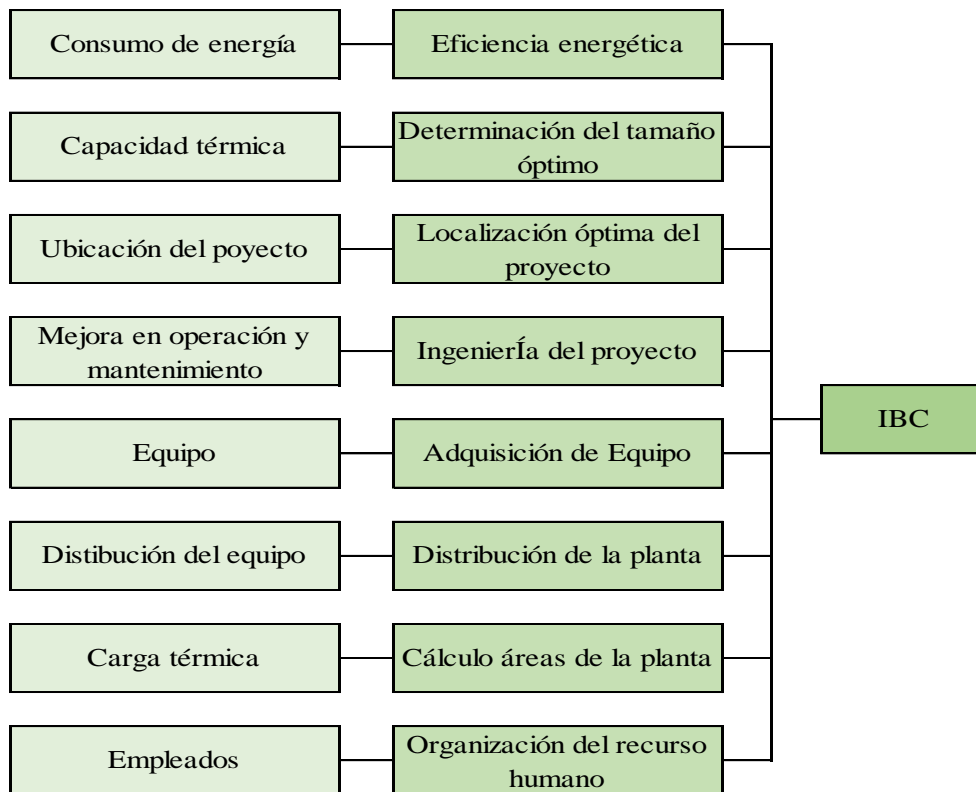 Consumo de energía
Eficiencia energética
Capacidad térmica
Determinación del tamaño
óptimo
Ubicación del poyecto
Localización óptima del
proyecto
Mejora en operación y
mantenimiento
IngenierÍa del proyecto
IBC
Equipo
Adquisición de Equipo
Distibución del equipo
Distribución de la planta
Carga térmica
Cálculo áreas de la planta
Empleados
Organización del recurso
humano